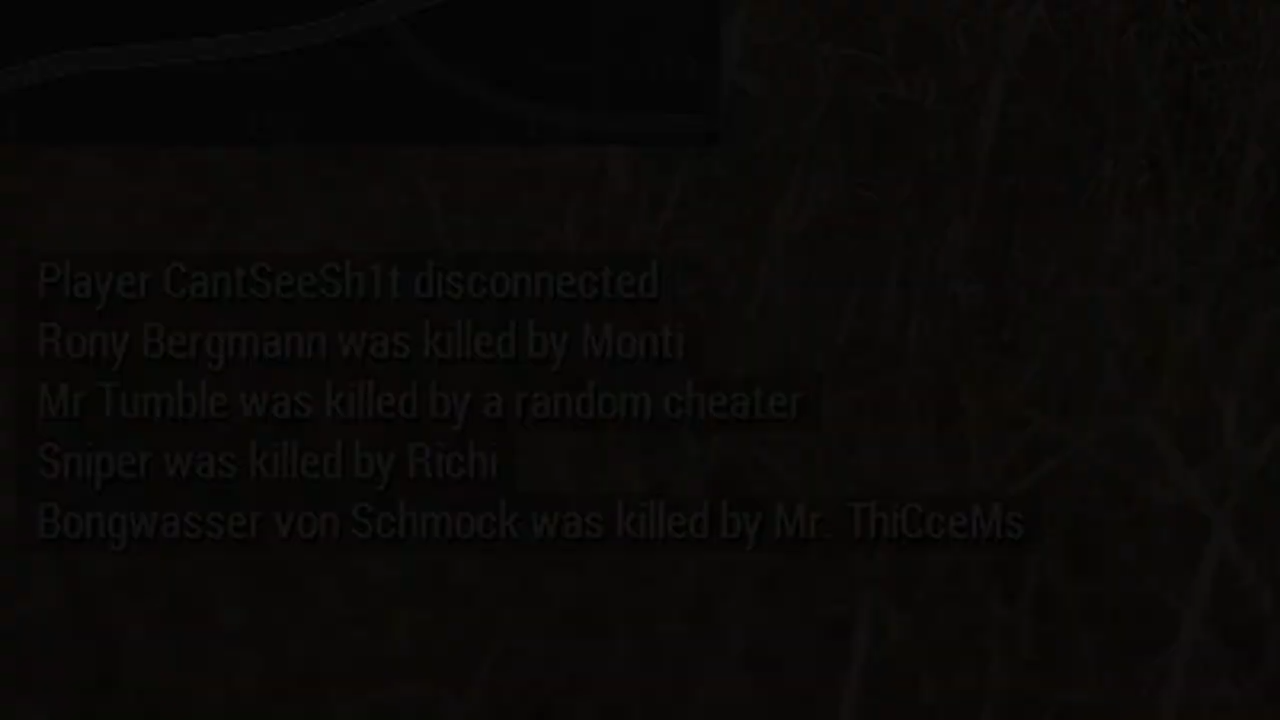 Player CantSeeSh1t disconnected
Rony Bergmann was killed by Monti
Mr Tumble was killed by a random cheater
Sniper was killed by Richi
Bongwasser von Schmock was killed by Mr. ThiCceMs